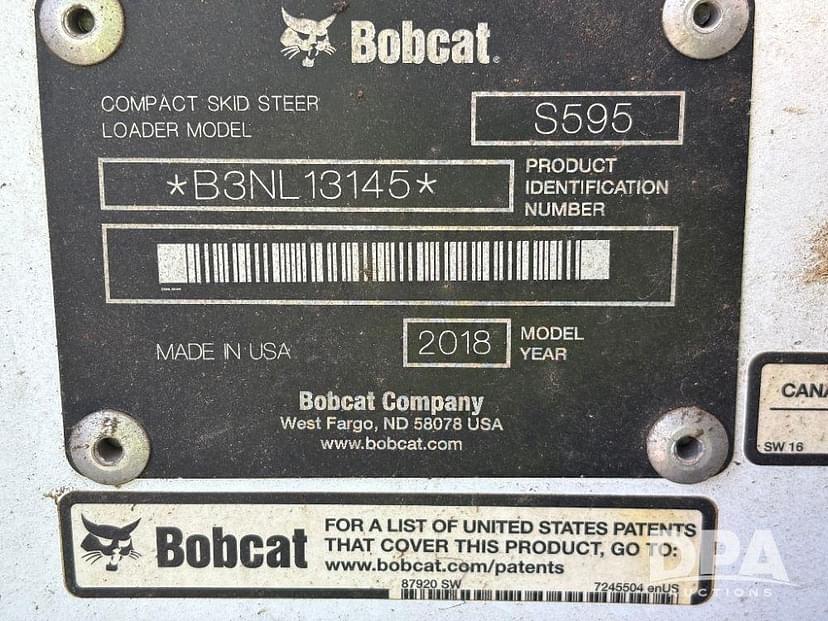 Bobcat.
COMPACT SKID STEER
LOADER MODEL
S595
*B3NL13145*
PRODUCT
IDENTIFICATION
NUMBER
MADE IN USA
2018
MODEL
YEAR
Bobcat Company
West Fargo, ND 58078 USA
www.bobcat.com
CANA
SW 16
Bobcat
FOR A LIST OF UNITED STATES PATENTS
THAT COVER THIS PRODUCT, GO TO:
www.bobcat.com/patents
87920 SW
7245504 enUS
DPA
AUCTIONS